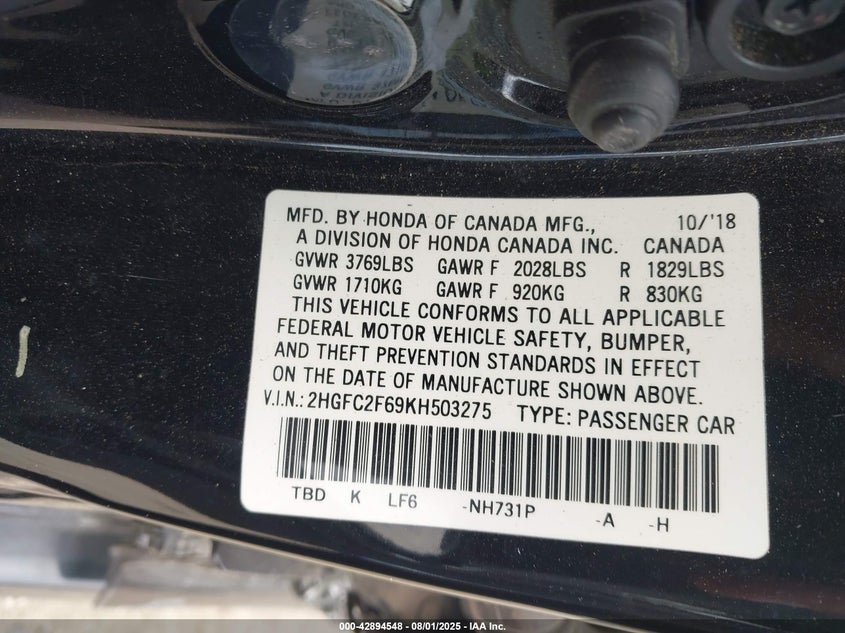 MFD. BY HONDA OF CANADA MFG., 10/'18
A DIVISION OF HONDA CANADA INC. CANADA
GVWR 3769LBS GAWR F 2028LBS R 1829LBS
GVWR 1710KG GAWR F 920KG R 830KG
THIS VEHICLE CONFORMS TO ALL APPLICABLE
FEDERAL MOTOR VEHICLE SAFETY, BUMPER,
AND THEFT PREVENTION STANDARDS IN EFFECT
ON THE DATE OF MANUFACTURE SHOWN ABOVE.
V.I.N.: 2HGFC2F69KH503275 TYPE: PASSENGER CAR
TBD K LF6 -NH731P -A -H
000-42894548 - 08/01/2025 - IAA Inc.